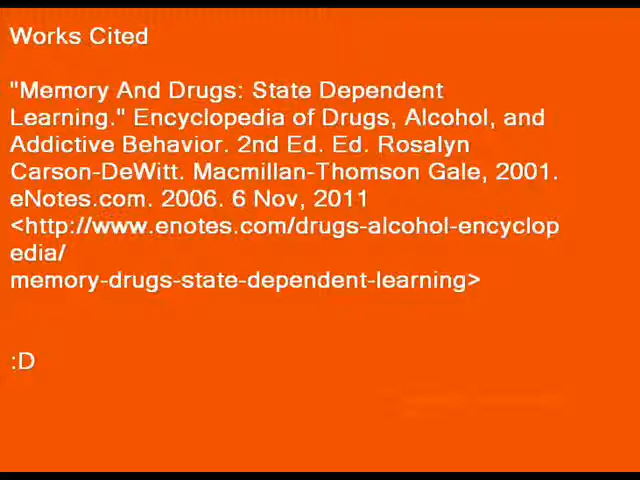 Works Cited
"Memory And Drugs: State Dependent
Learning." Encyclopedia of Drugs, Alcohol, and
Addictive Behavior. 2nd Ed. Ed. Rosalyn
Carson-DeWitt. Macmillan-Thomson Gale, 2001.
eNotes.com. 2006. 6 Nov, 2011
<http://www.enotes.com/drugs-alcohol-encyclop
edia/
memory-drugs-state-dependent-learning>
:D